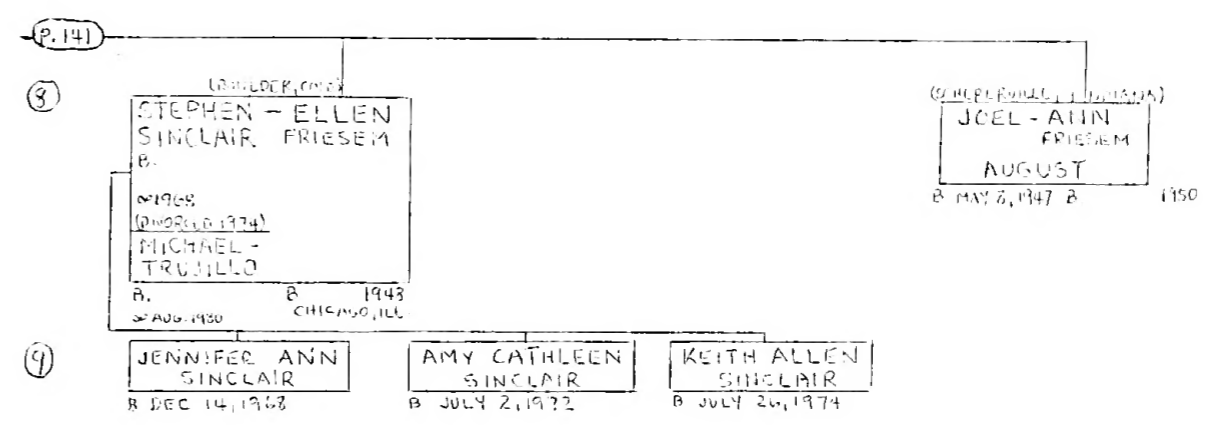 P. 141
8
(BOULDER, COLO)
STEPHEN - ELLEN
SINCLAIR FRIESEM
B.
∞1968
(DIVORCED 1974)
MICHAEL -
TRUJILLO
B. B 1943
∞ AUG. 1980 CHICAGO, ILL.
JOEL - ANN
FRIESEM
AUGUST
B MAY 8, 1947 B 1950
9
JENNIFER ANN
SINCLAIR
B DEC 14, 1968
AMY CATHLEEN
SINCLAIR
B JULY 2, 1972
KEITH ALLEN
SINCLAIR
B JULY 26, 1974